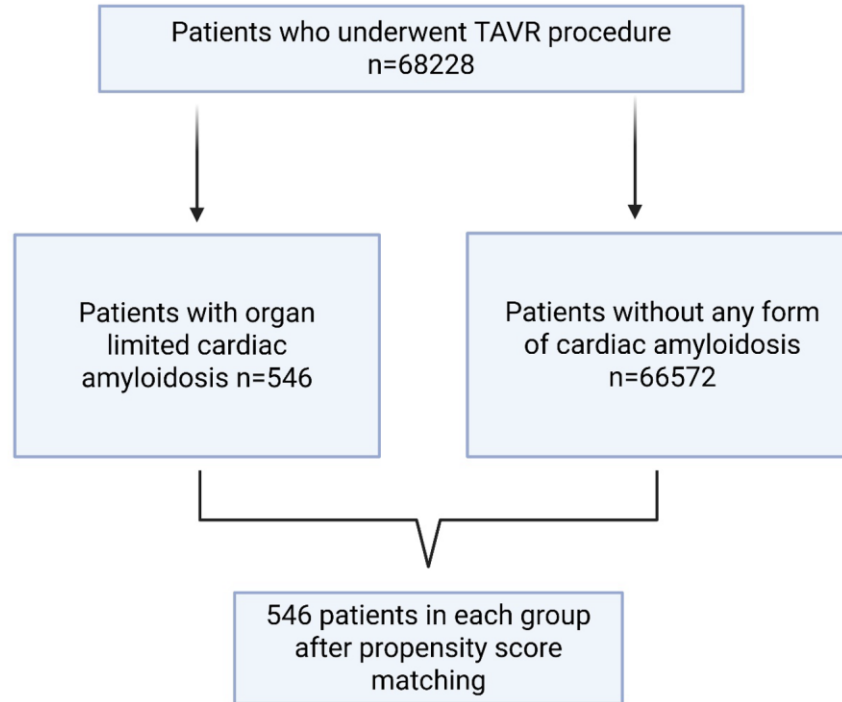 Patients who underwent TAVR procedure
n=68228
Patients with organ
limited cardiac
amyloidosis n=546
Patients without any form
of cardiac amyloidosis
n=66572
546 patients in each group
after propensity score
matching